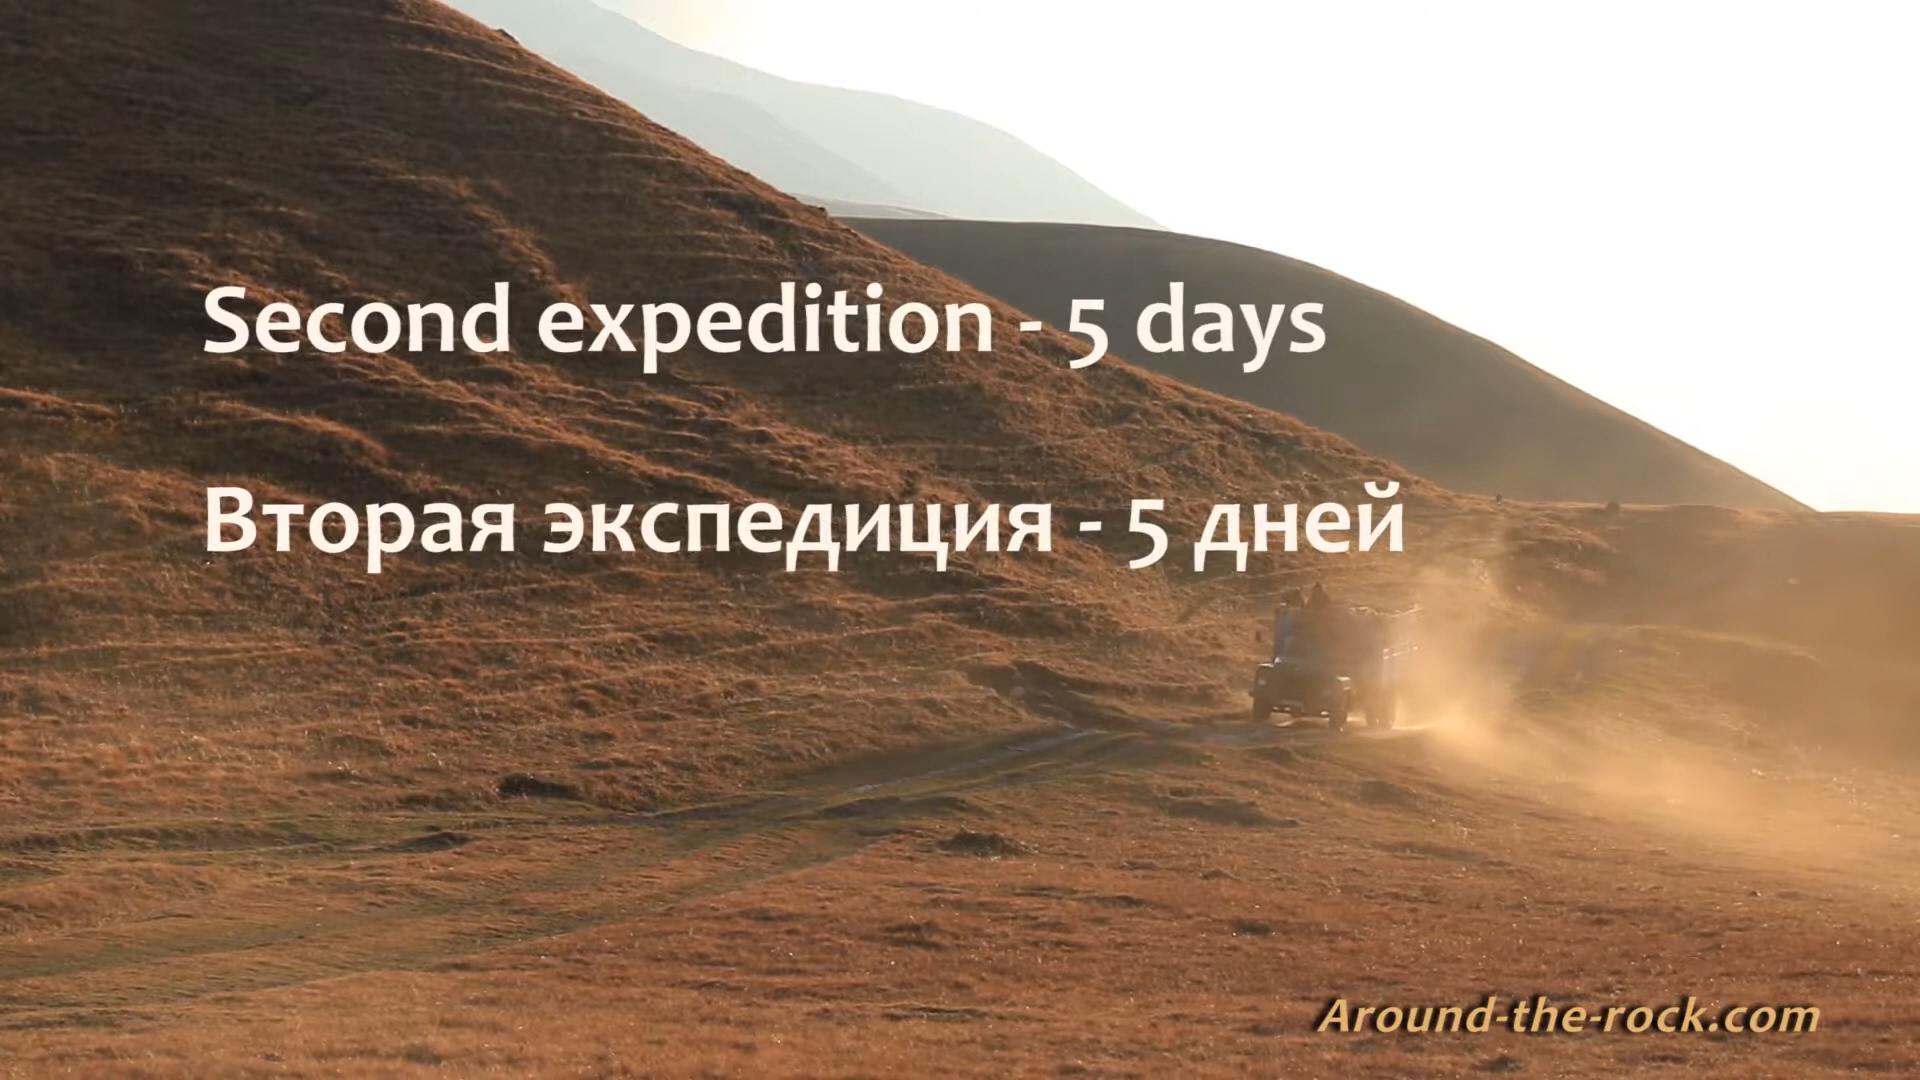 Second expedition - 5 days
Вторая экспедиция - 5 дней
Around-the-rock.com